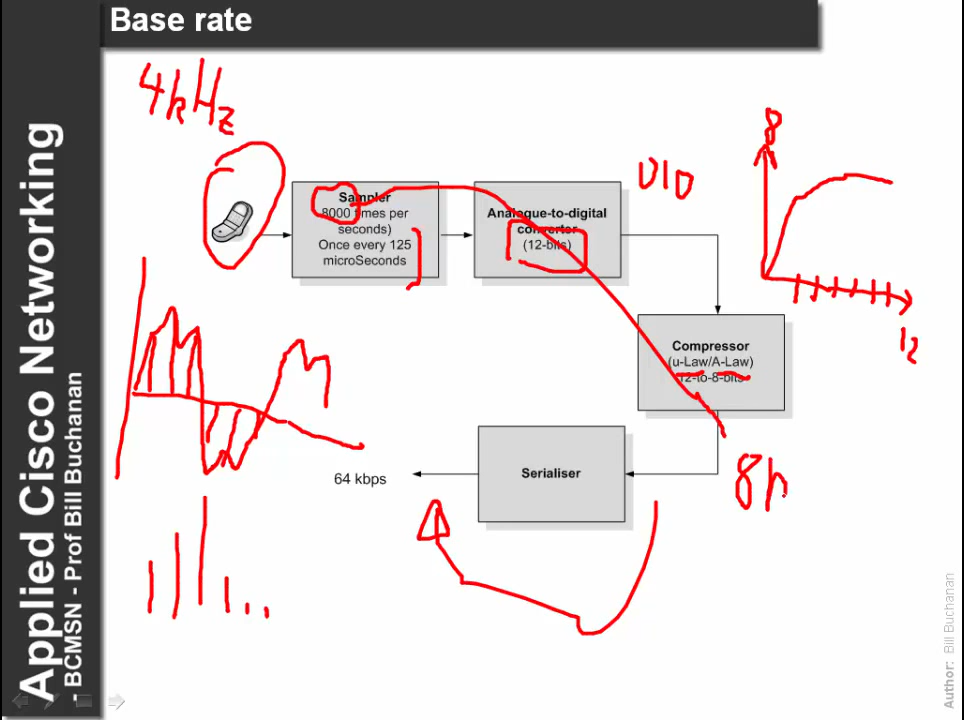 Base rate
4kHz
8
010
Sampler
8000 times per
seconds)
Once every 125
microSeconds
Analogue-to-digital
converter
(12-bits)
12
Compressor
(u-Law/A-Law)
12-to-8-bits
8
64 kbps
Serialiser
Applied Cisco Networking
- BCMSN - Prof Bill Buchanan
Author: Bill Buchanan